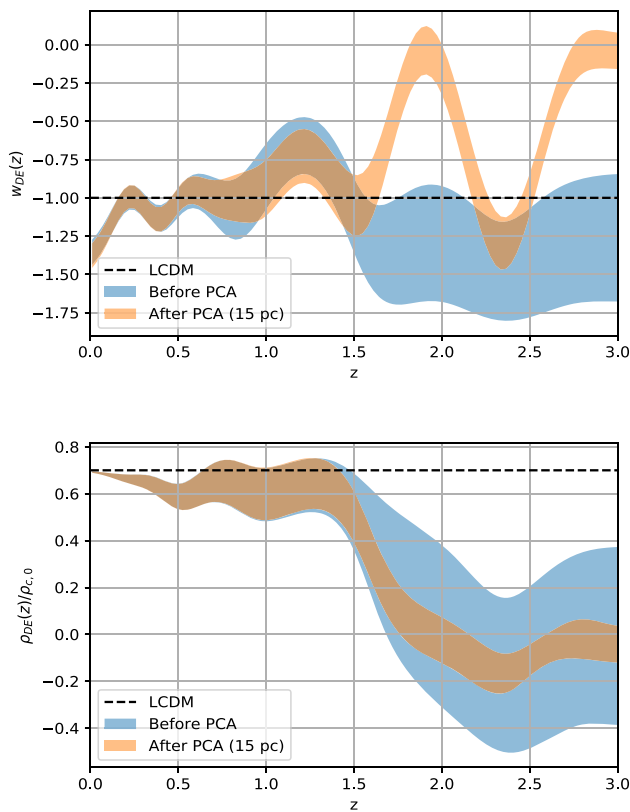 0.00
−0.25
−0.50
−0.75
−1.00
−1.25
−1.50
−1.75
w_DE(z)
LCDM
Before PCA
After PCA (15 pc)
0.0 0.5 1.0 1.5 2.0 2.5 3.0
z
0.8
0.6
0.4
0.2
0.0
−0.2
−0.4
ρ_DE(z)/ρ_c,0
LCDM
Before PCA
After PCA (15 pc)
0.0 0.5 1.0 1.5 2.0 2.5 3.0
z